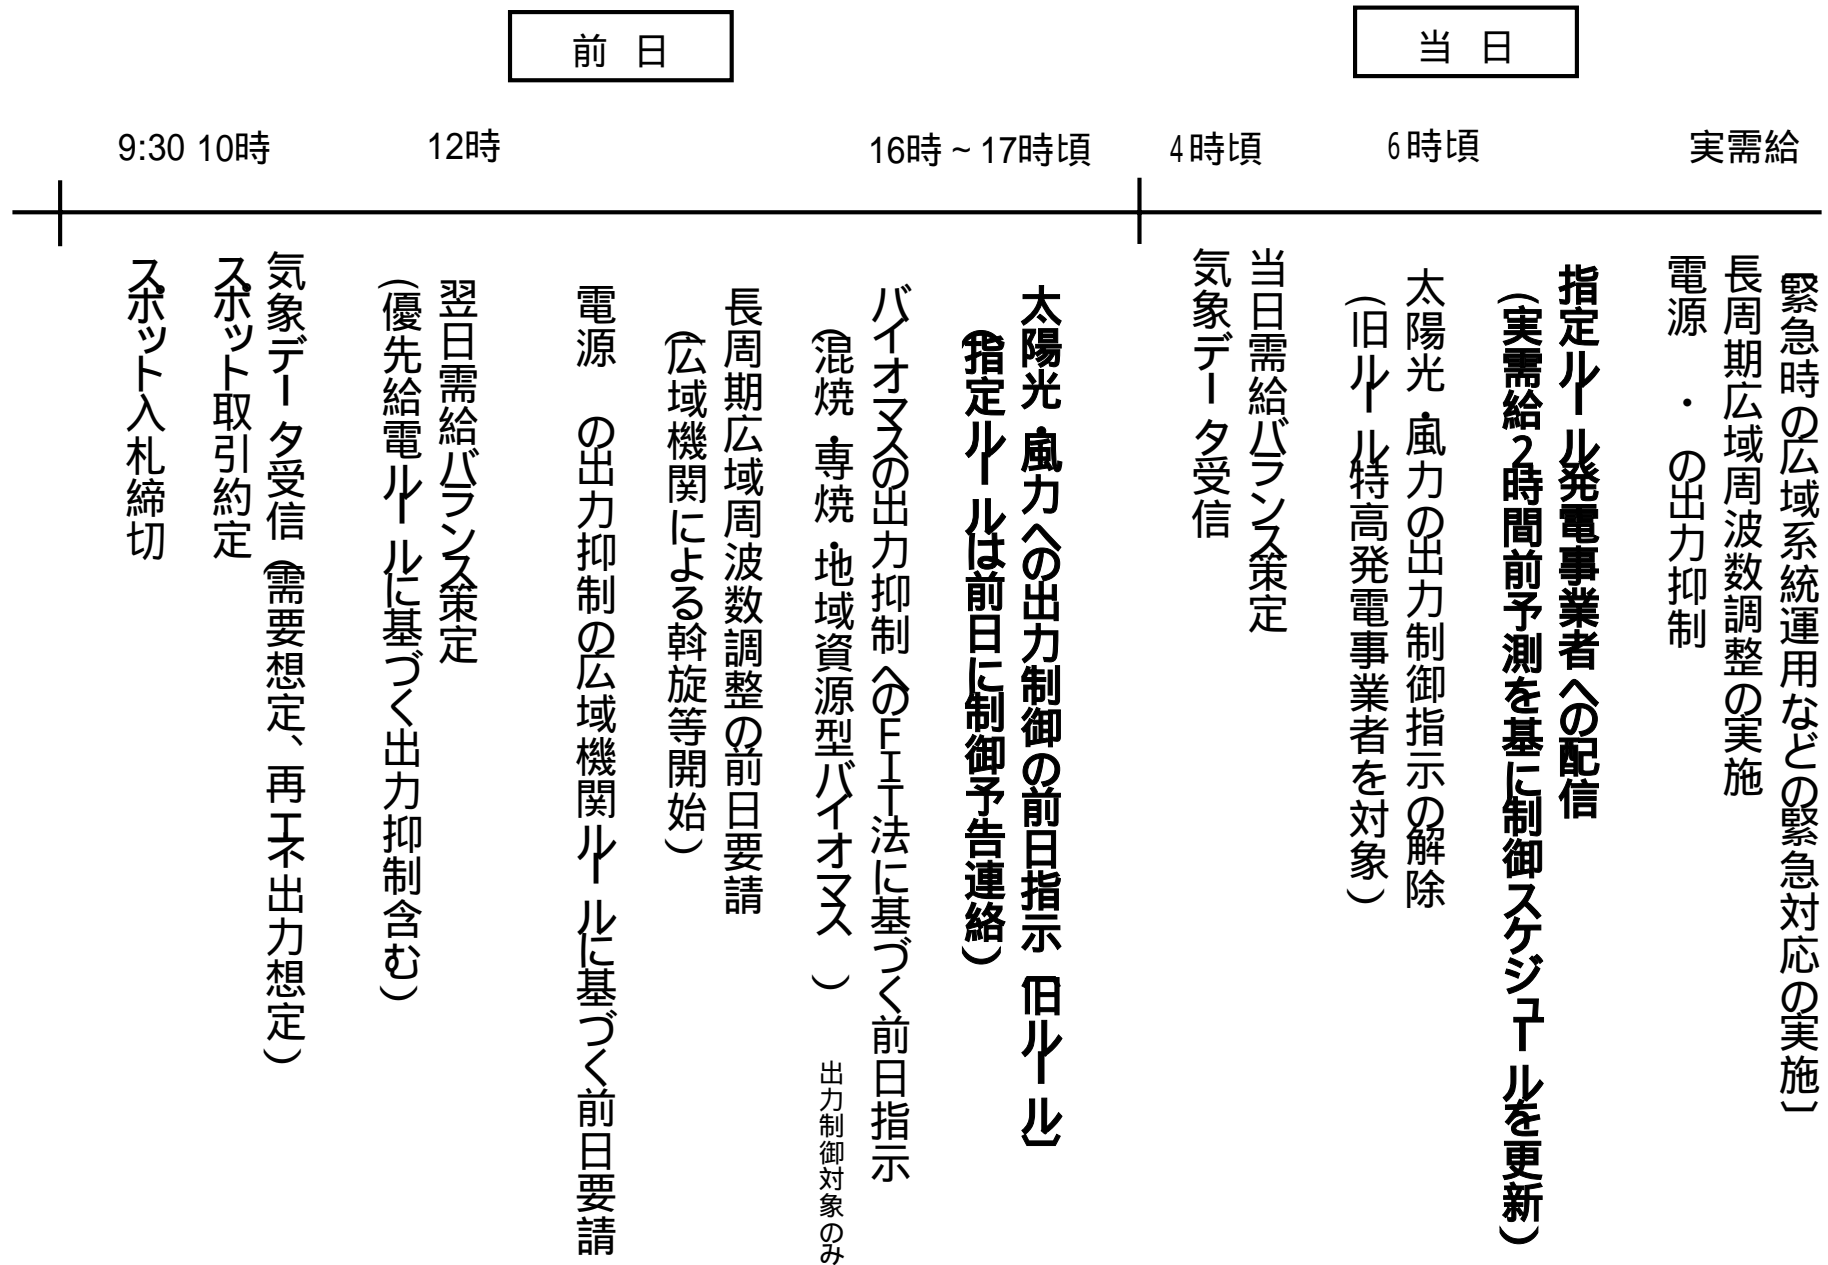 前 日
当 日
9:30
10時
12時
16時 ~ 17時頃
4時頃
6時頃
実需給
スポット入札締切
スポット取引約定
気象データ受信(需要想定、再エネ出力想定)
翌日需給バランス策定
(優先給電ルールに基づく出力抑制含む)
電源　の出力抑制の広域機関ルールに基づく前日要請
長周期広域周波数調整の前日要請
(広域機関による斡旋等開始)
バイオマスの出力抑制へのFIT法に基づく前日指示
(混焼・専焼・地域資源型バイオマス　)
出力制御対象のみ
太陽光・風力への出力制御の前日指示〔旧ルール〕
(指定ルールは前日に制御予告連絡)
気象データ受信
当日需給バランス策定
太陽光・風力の出力制御指示の解除
(旧ルール特高発電事業者を対象)
指定ルール発電事業者への配信
(実需給2時間前予測を基に制御スケジュールを更新)
電源　・　の出力抑制
長周期広域周波数調整の実施
〔緊急時の広域系統運用などの緊急対応の実施〕